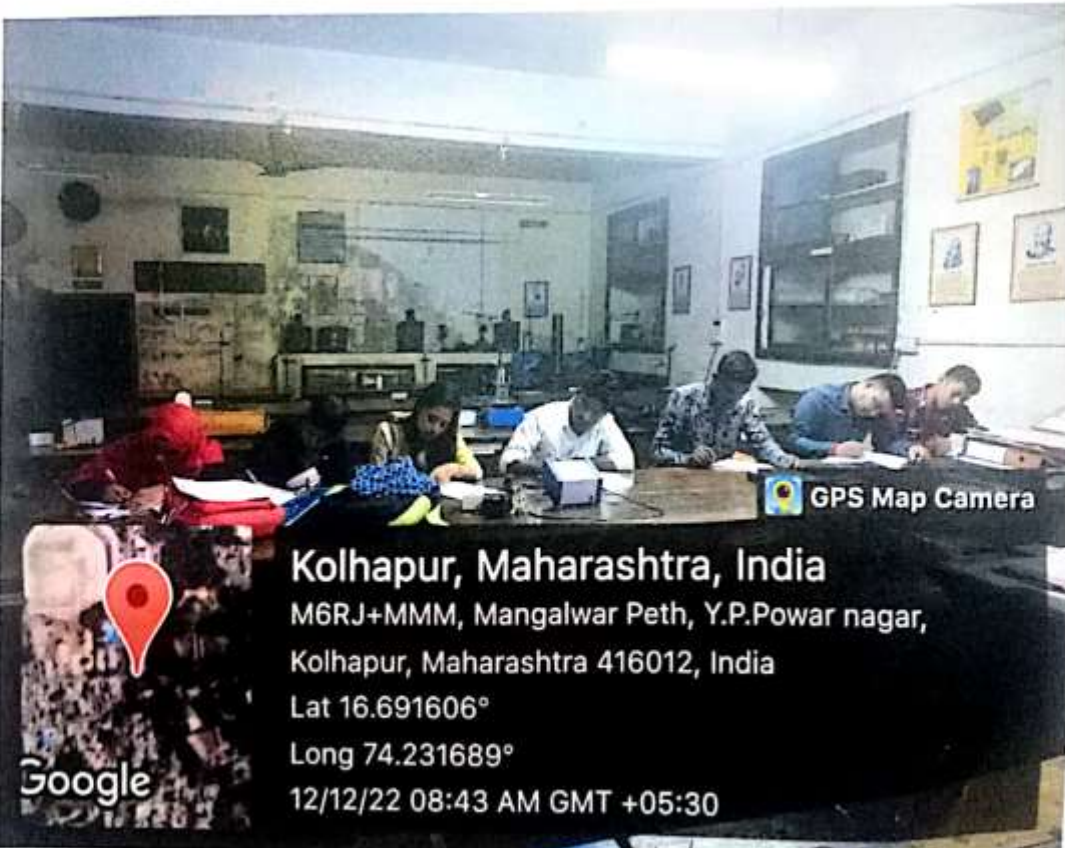 GPS Map Camera
Kolhapur, Maharashtra, India
M6RJ+MMM, Mangalwar Peth, Y.P.Powar nagar,
Kolhapur, Maharashtra 416012, India
Lat 16.691606°
Long 74.231689°
12/12/22 08:43 AM GMT +05:30
Google